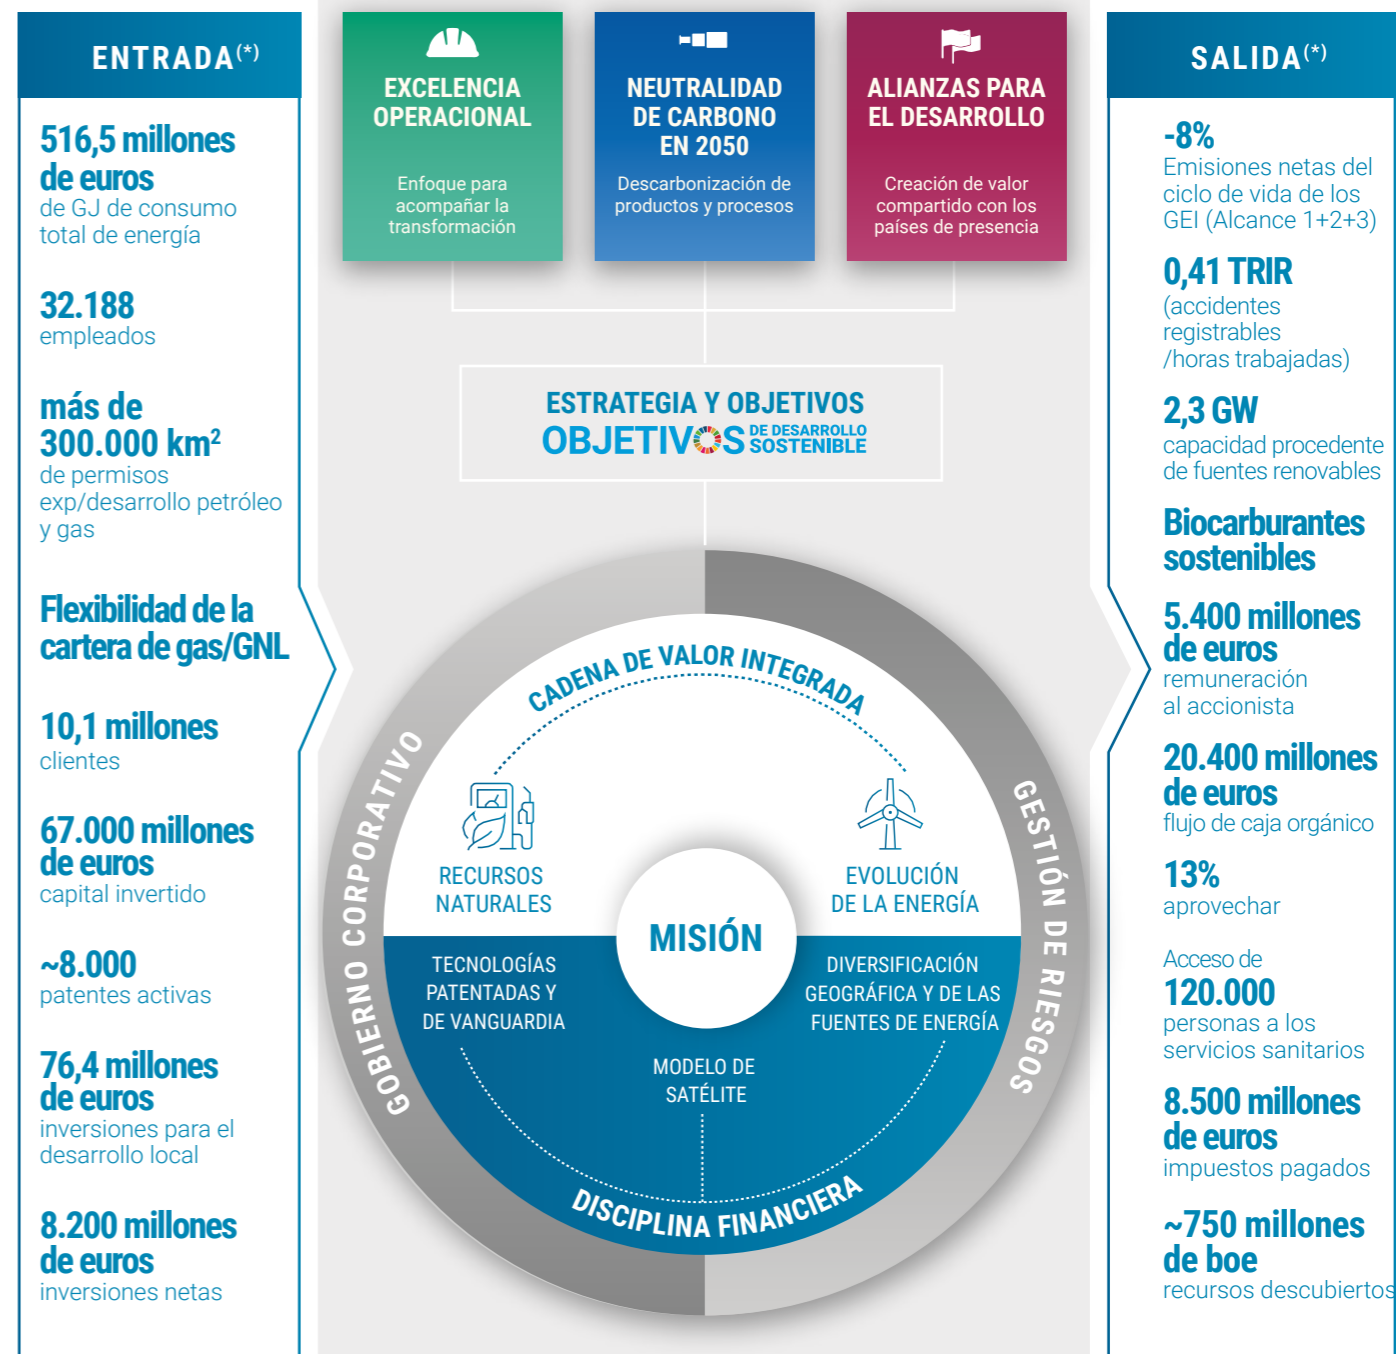 ENTRADA(*)
516,5 millones
de euros
de GJ de consumo
total de energía
32.188
empleados
más de
300.000 km²
de permisos
exp/desarrollo petróleo
y gas
Flexibilidad de la
cartera de gas/GNL
10,1 millones
clientes
67.000 millones
de euros
capital invertido
~8.000
patentes activas
76,4 millones
de euros
inversiones para el
desarrollo local
8.200 millones
de euros
inversiones netas
EXCELENCIA
OPERACIONAL
Enfoque para
acompañar la
transformación
NEUTRALIDAD
DE CARBONO
EN 2050
Descarbonización de
productos y procesos
ALIANZAS PARA
EL DESARROLLO
Creación de valor
compartido con los
países de presencia
ESTRATEGIA Y OBJETIVOS
OBJETIVOS DE DESARROLLO
SOSTENIBLE
GOBIERNO CORPORATIVO
GESTIÓN DE RIESGOS
CADENA DE VALOR INTEGRADA
RECURSOS
NATURALES
EVOLUCIÓN
DE LA ENERGÍA
MISIÓN
TECNOLOGÍAS
PATENTADAS Y
DE VANGUARDIA
DIVERSIFICACIÓN
GEOGRÁFICA Y DE LAS
FUENTES DE ENERGÍA
MODELO DE
SATÉLITE
DISCIPLINA FINANCIERA
SALIDA(*)
-8%
Emisiones netas del
ciclo de vida de los
GEI (Alcance 1+2+3)
0,41 TRIR
(accidentes
registrables
/horas trabajadas)
2,3 GW
capacidad procedente
de fuentes renovables
Biocarburantes
sostenibles
5.400 millones
de euros
remuneración
al accionista
20.400 millones
de euros
flujo de caja orgánico
13%
aprovechar
Acceso de
120.000
personas a los
servicios sanitarios
8.500 millones
de euros
impuestos pagados
~750 millones
de boe
recursos descubiertos